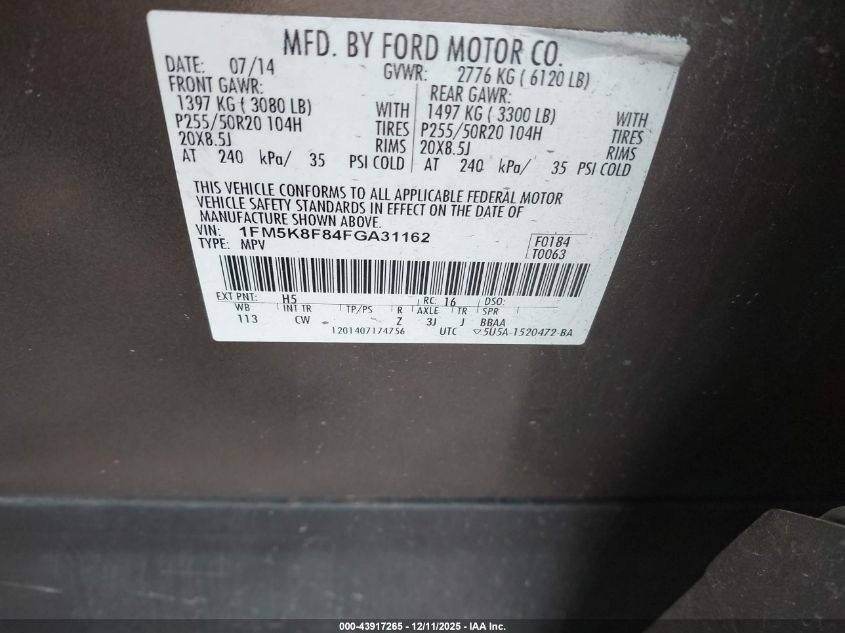 MFD. BY FORD MOTOR CO.
DATE: 07/14 GVWR: 2776 KG ( 6120 LB)
FRONT GAWR: REAR GAWR:
1397 KG ( 3080 LB) WITH 1497 KG ( 3300 LB) WITH
P255/50R20 104H TIRES P255/50R20 104H TIRES
20X8.5J RIMS 20X8.5J RIMS
AT 240 kPa/ 35 PSI COLD AT 240 kPa/ 35 PSI COLD
THIS VEHICLE CONFORMS TO ALL APPLICABLE FEDERAL MOTOR
VEHICLE SAFETY STANDARDS IN EFFECT ON THE DATE OF
MANUFACTURE SHOWN ABOVE.
VIN: 1FM5K8F84FGA31162 F0184
TYPE: MPV T0063
EXT PNT: H5 RC: 16 DSO:
WB INT TR TP/PS R AXLE TR SPR
113 CW Z 3J J BBAA
1201407174756 UTC 5U5A-1520472-BA
000-43917265 - 12/11/2025 - IAA Inc.